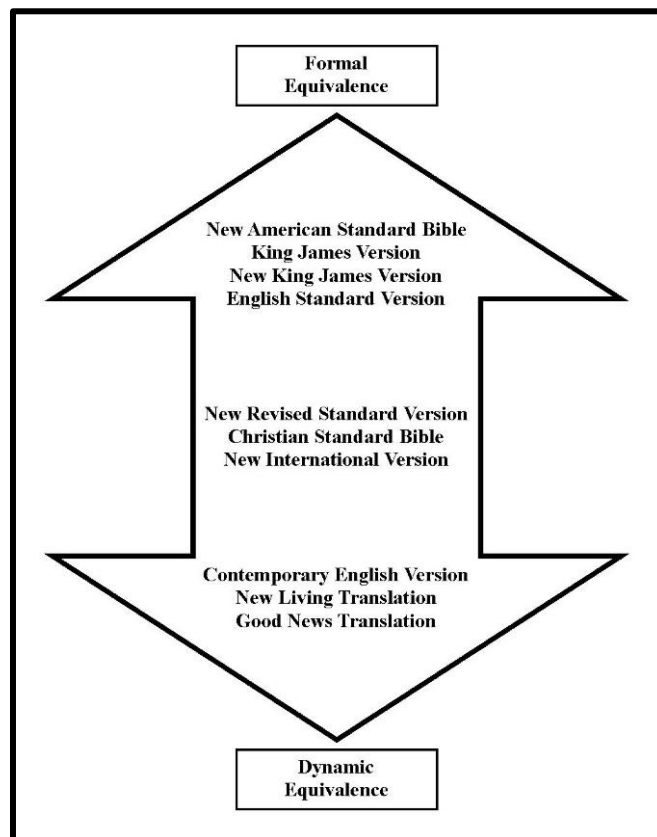 Formal
Equivalence
New American Standard Bible
King James Version
New King James Version
English Standard Version
New Revised Standard Version
Christian Standard Bible
New International Version
Contemporary English Version
New Living Translation
Good News Translation
Dynamic
Equivalence